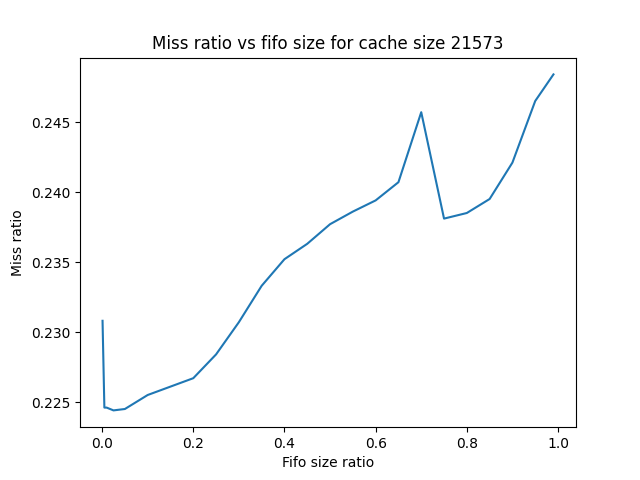 Miss ratio vs fifo size for cache size 21573
Miss ratio
0.245
0.240
0.235
0.230
0.225
0.0 0.2 0.4 0.6 0.8 1.0
Fifo size ratio